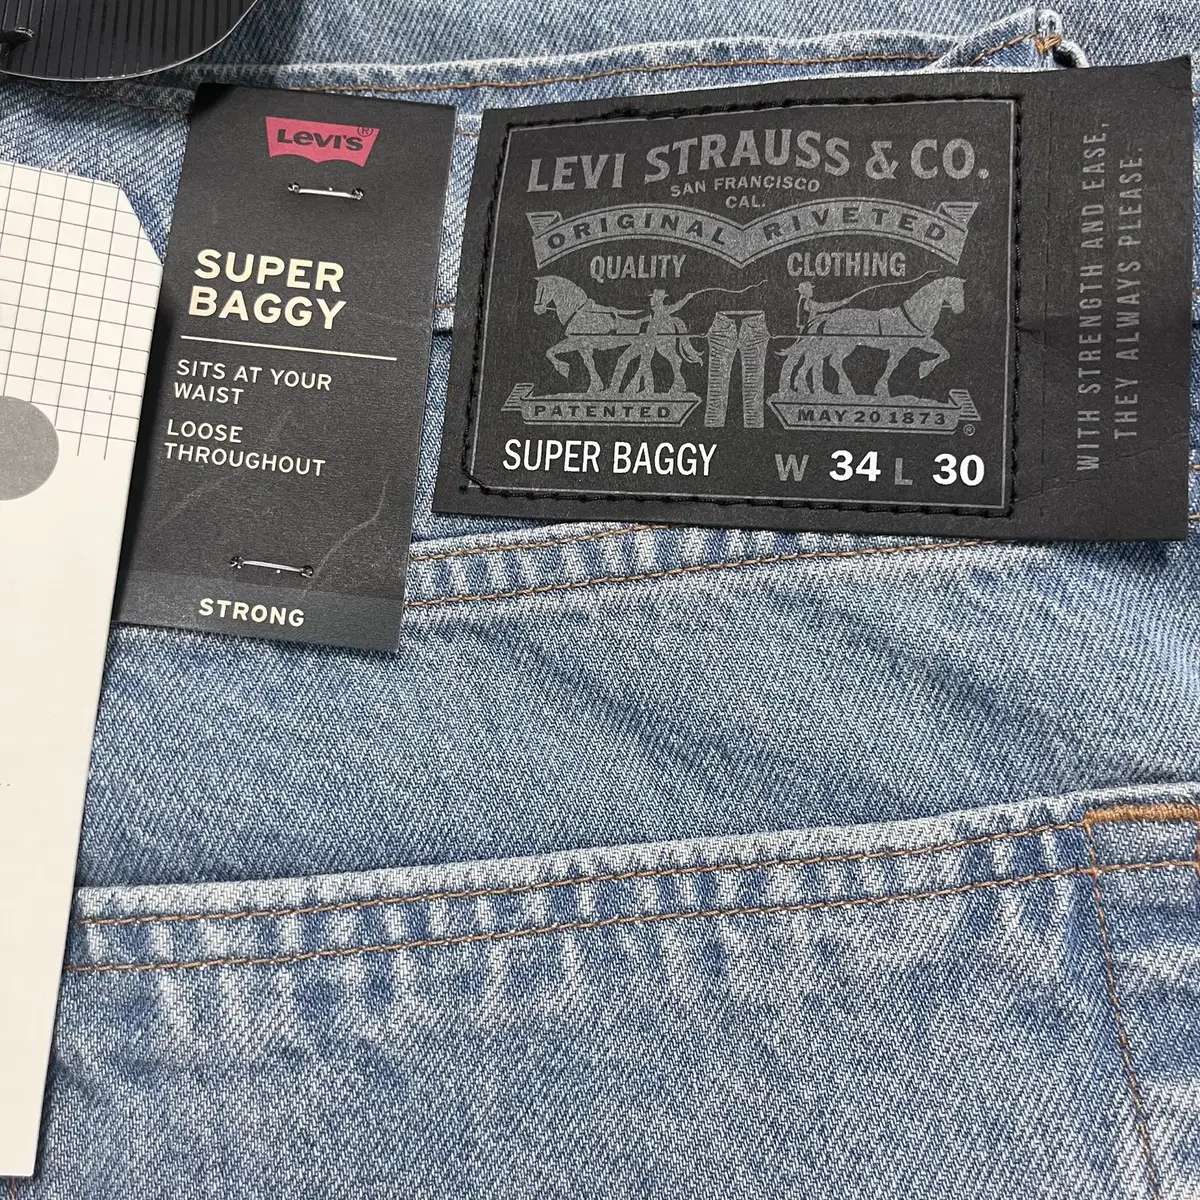 Levi's®
SUPER
BAGGY
SITS AT YOUR
WAIST
LOOSE
THROUGHOUT
STRONG
LEVI STRAUSS & CO.
SAN FRANCISCO
CAL.
ORIGINAL RIVETED
QUALITY CLOTHING
PATENTED MAY 20 1873 ®
SUPER BAGGY W 34 L 30
WITH STRENGTH AND EASE,
THEY ALWAYS PLEASE.